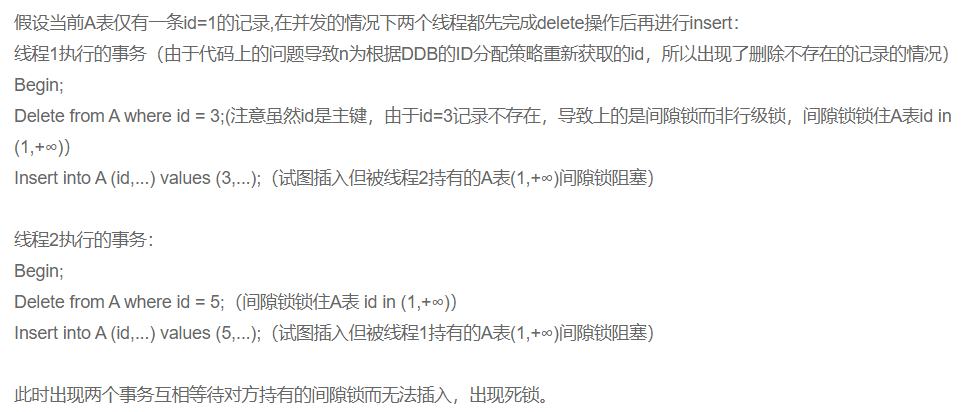 假设当前A表仅有一条id=1的记录,在并发的情况下两个线程都先完成delete操作后再进行insert：
线程1执行的事务（由于代码上的问题导致n为根据DDB的ID分配策略重新获取的id，所以出现了删除不存在的记录的情况）
Begin;
Delete from A where id = 3;(注意虽然id是主键，由于id=3记录不存在，导致上的是间隙锁而非行级锁，间隙锁锁住A表id in
(1,+∞)）
Insert into A (id,...) values (3,...);（试图插入但被线程2持有的A表(1,+∞)间隙锁阻塞）
线程2执行的事务：
Begin;
Delete from A where id = 5;（间隙锁锁住A表 id in (1,+∞)）
Insert into A (id,...) values (5,...);（试图插入但被线程1持有的A表(1,+∞)间隙锁阻塞）
此时出现两个事务互相等待对方持有的间隙锁而无法插入，出现死锁。